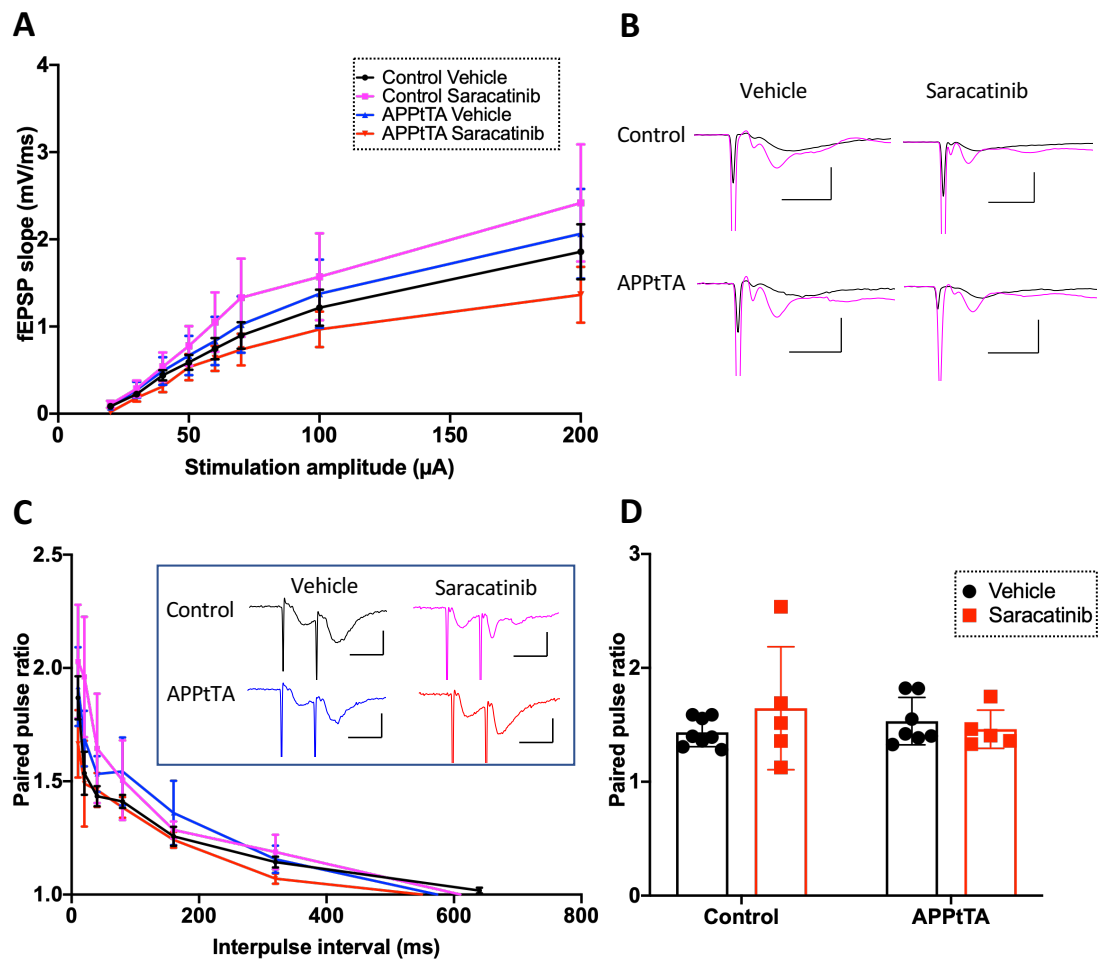 A
4
3
2
1
0
fEPSP slope (mV/ms)
0
50
100
150
200
Stimulation amplitude (µA)
Control Vehicle
Control Saracatinib
APPtTA Vehicle
APPtTA Saracatinib
B
Vehicle
Saracatinib
Control
APPtTA
C
2.5
2.0
1.5
1.0
Paired pulse ratio
0
200
400
600
800
Interpulse interval (ms)
Vehicle
Saracatinib
Control
APPtTA
D
3
2
1
0
Paired pulse ratio
Control
APPtTA
Vehicle
Saracatinib